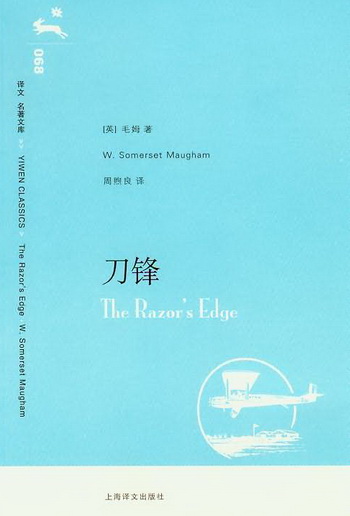 068
译文 名著文库
YIWEN CLASSICS
The Razor's Edge W. Somerset Maugham
[英] 毛姆 著
W. Somerset Maugham
周煦良 译
刀锋
The Razor's Edge
上海译文出版社